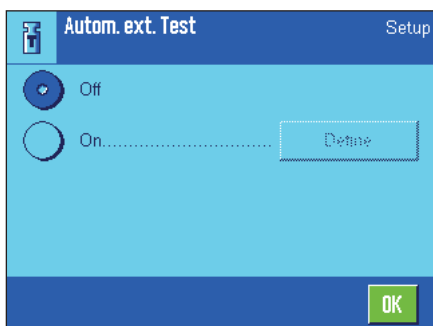 Autom. ext. Test Setup
Off
On.............................. Define
OK